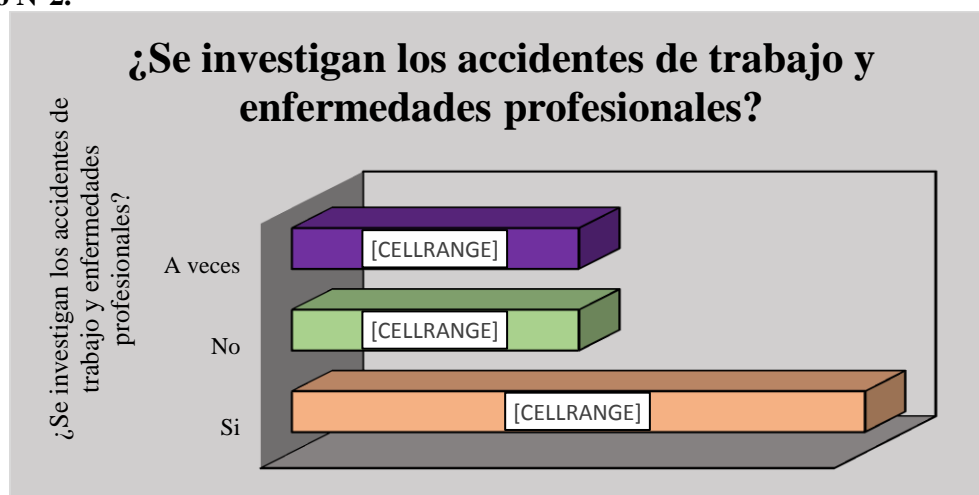 ¿Se investigan los accidentes de trabajo y
enfermedades profesionales?
¿Se investigan los accidentes de
trabajo y enfermedades
profesionales?
A veces
[CELLRANGE]
No
[CELLRANGE]
Si
[CELLRANGE]